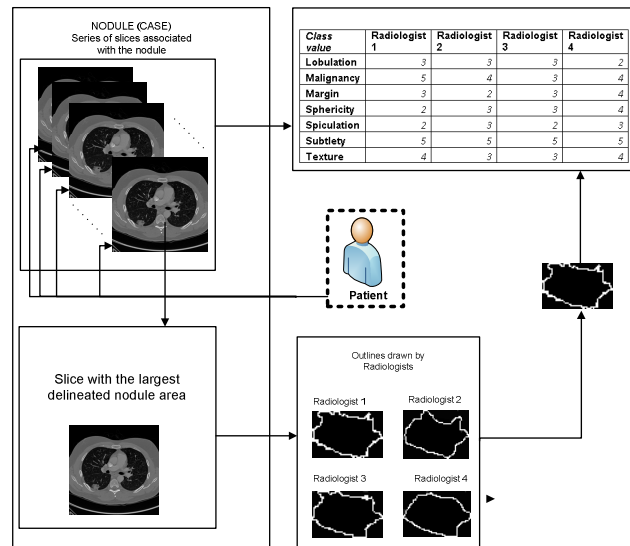 NODULE (CASE)
Series of slices associated
with the nodule
Class value Radiologist 1 Radiologist 2 Radiologist 3 Radiologist 4
Lobulation 3 3 3 2
Malignancy 5 4 3 4
Margin 3 2 3 4
Sphericity 2 3 3 4
Spiculation 2 3 2 3
Subtlety 5 5 5 5
Texture 4 3 3 4
Patient
Slice with the largest
delineated nodule area
Outlines drawn by
Radiologists
Radiologist 1 Radiologist 2
Radiologist 3 Radiologist 4